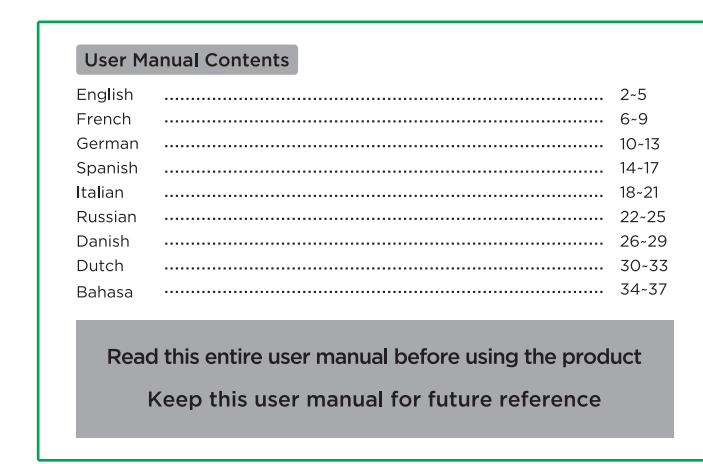 User Manual Contents
English ........................................................................................ 2~5
French ........................................................................................ 6~9
German ........................................................................................ 10~13
Spanish ........................................................................................ 14~17
Italian ........................................................................................ 18~21
Russian ........................................................................................ 22~25
Danish ........................................................................................ 26~29
Dutch ........................................................................................ 30~33
Bahasa ........................................................................................ 34~37
Read this entire user manual before using the product
Keep this user manual for future reference